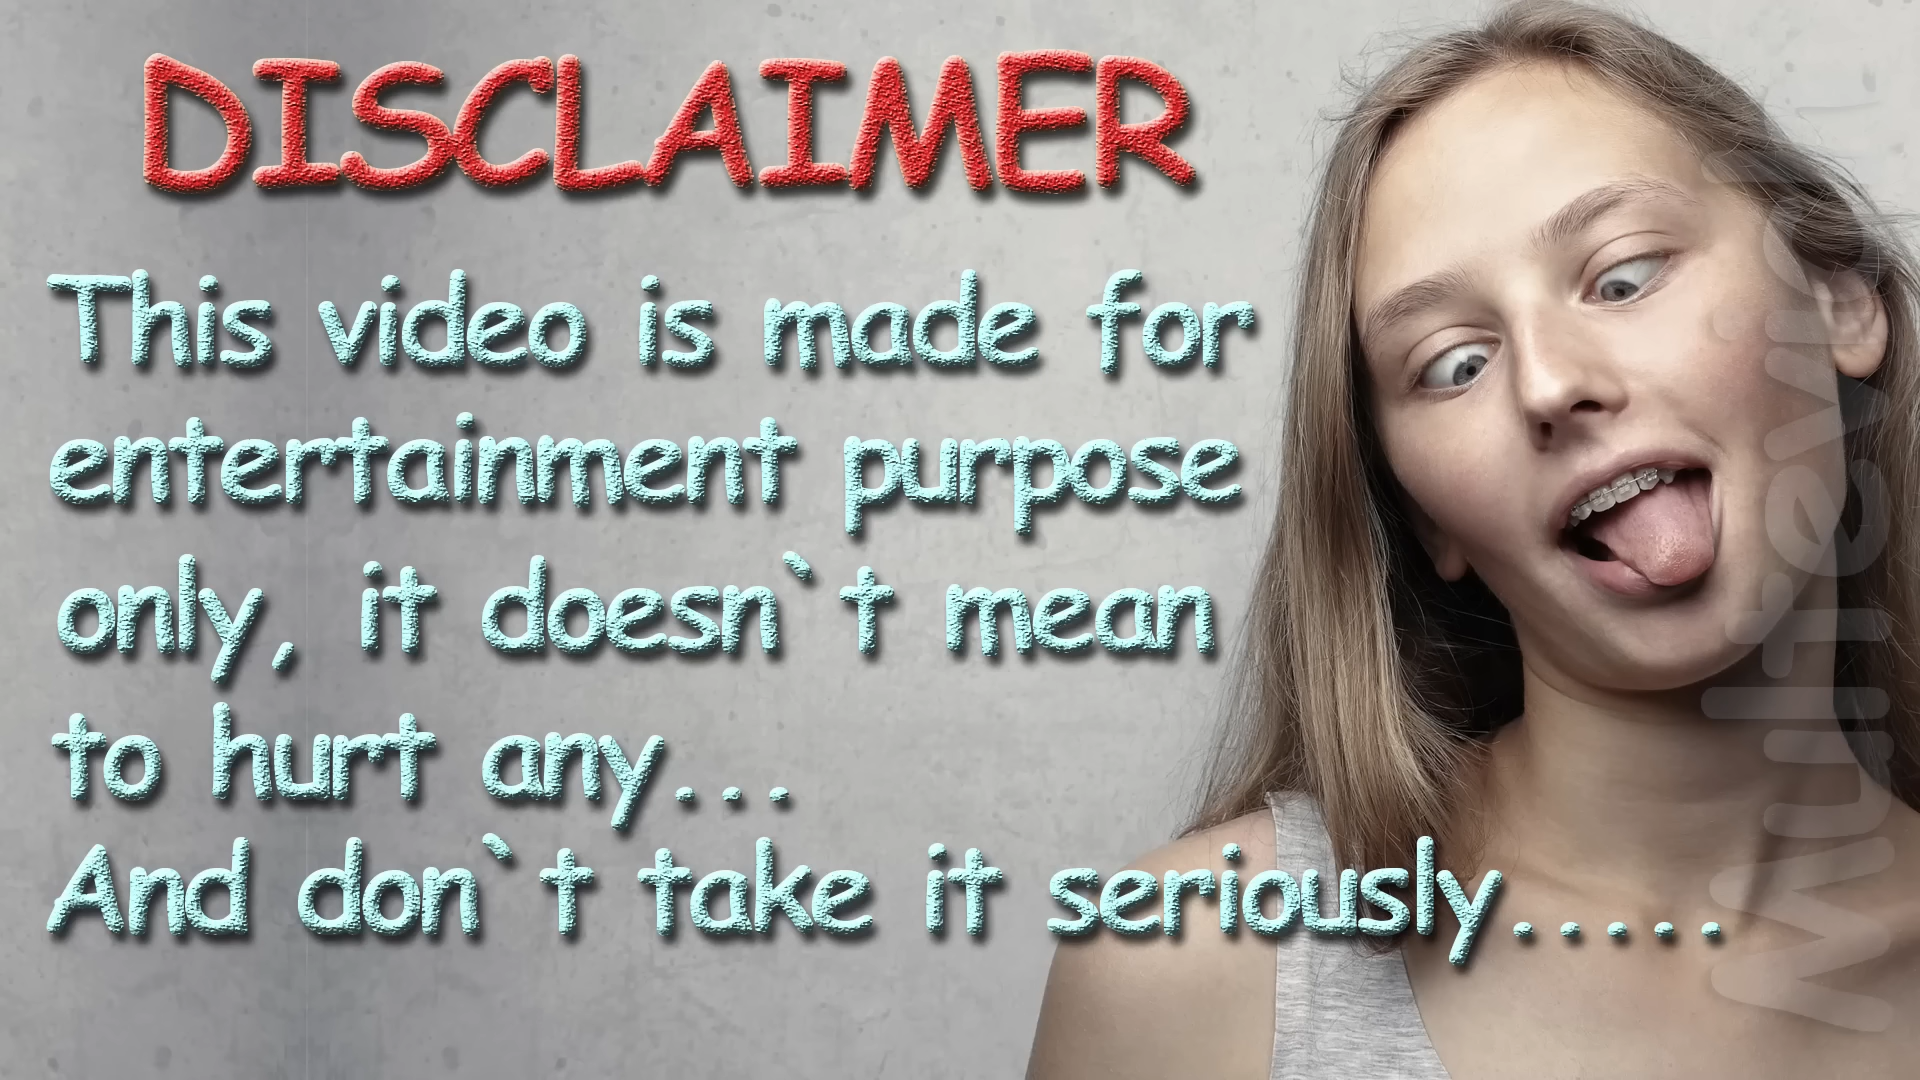 DISCLAIMER
This video is made for
entertainment purpose
only, it doesn`t mean
to hurt any...
And don`t take it seriously.....